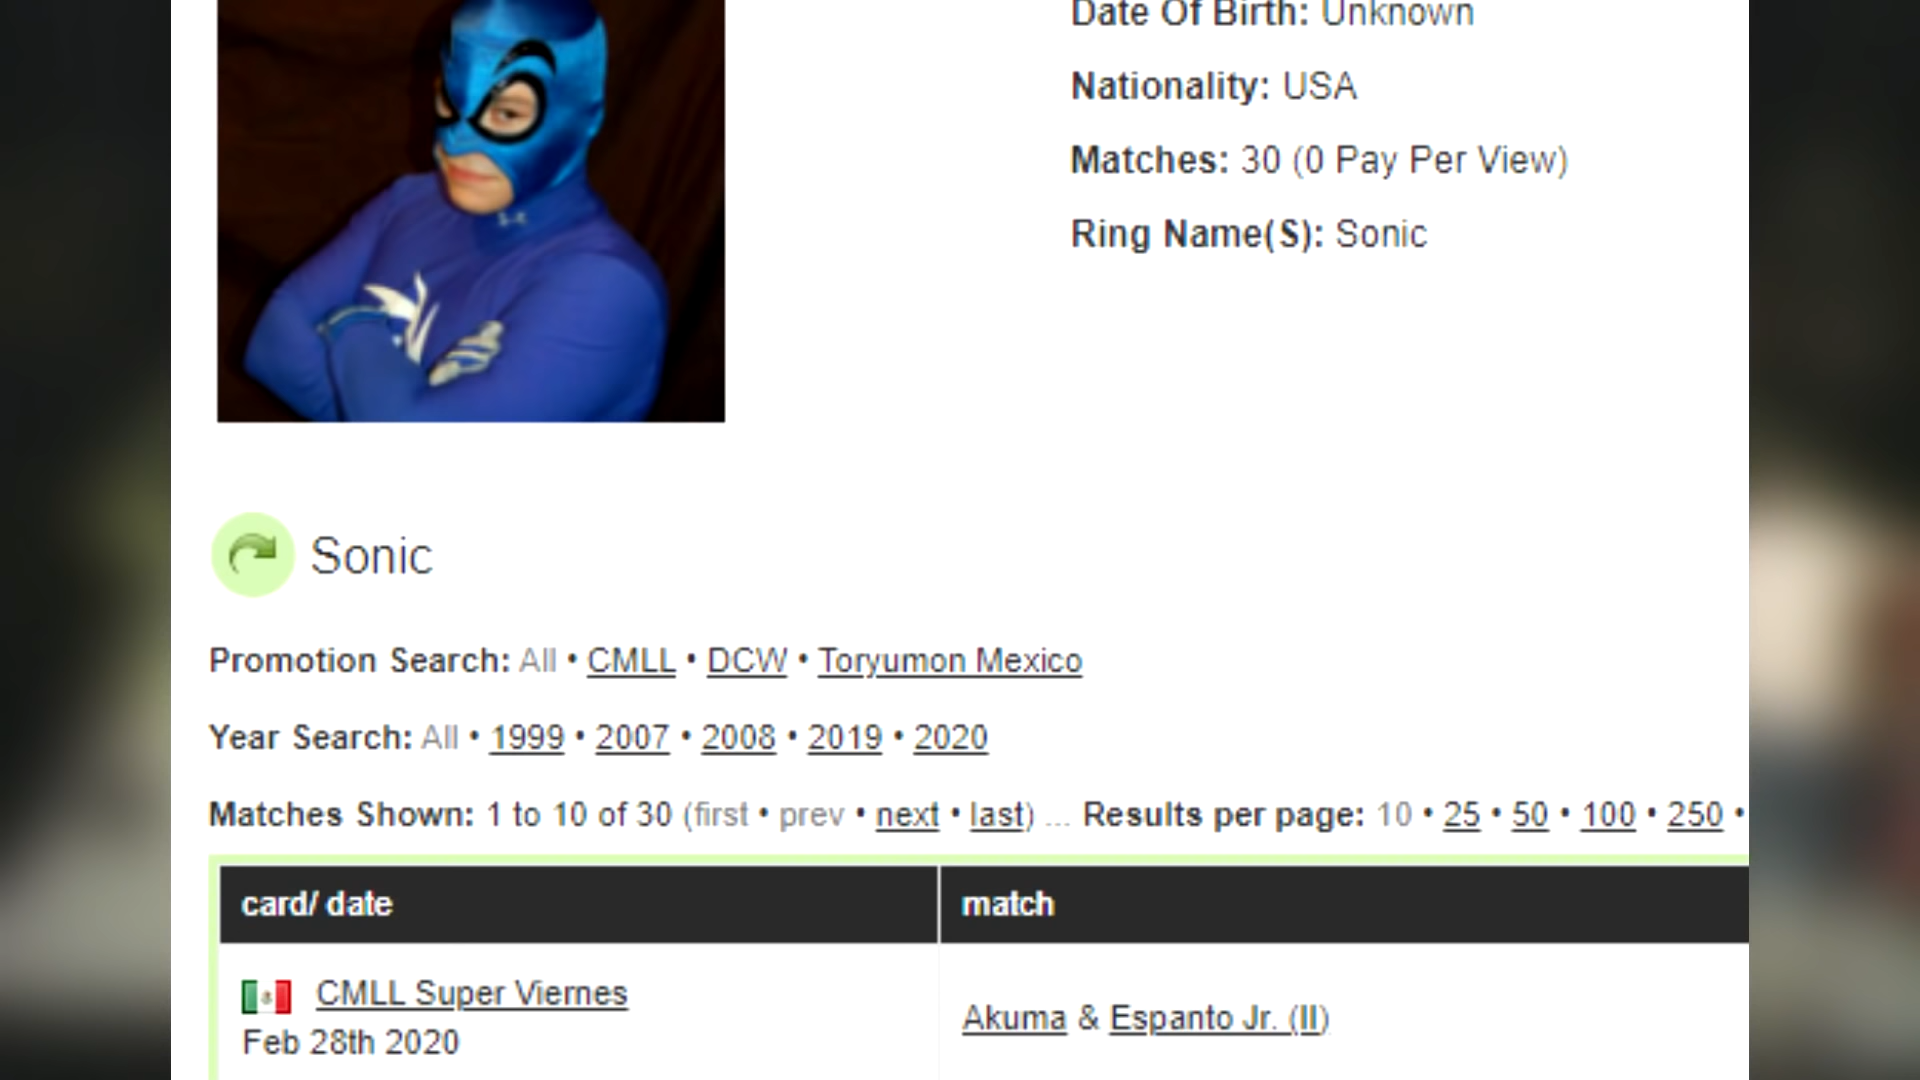 Date Of Birth: Unknown
Nationality: USA
Matches: 30 (0 Pay Per View)
Ring Name(S): Sonic
Sonic
Promotion Search: All • CMLL • DCW • Toryumon Mexico
Year Search: All • 1999 • 2007 • 2008 • 2019 • 2020
Matches Shown: 1 to 10 of 30 (first • prev • next • last) ... Results per page: 10 • 25 • 50 • 100 • 250 •
card/ date
match
CMLL Super Viernes
Feb 28th 2020
Akuma & Espanto Jr. (II)